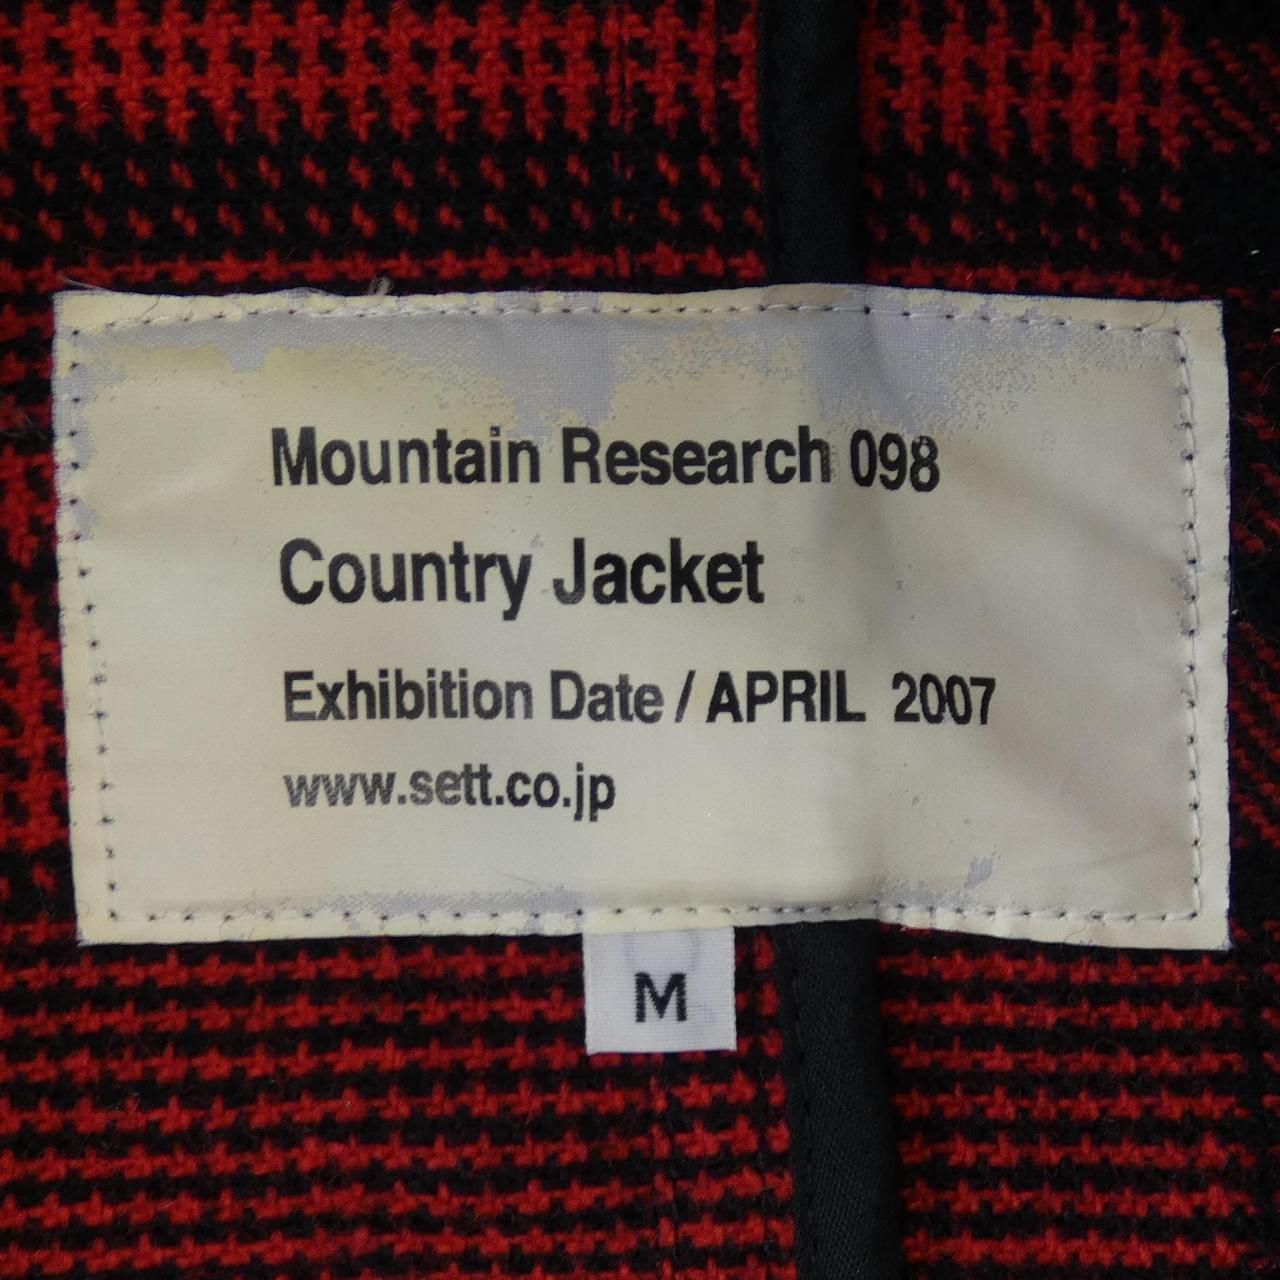 Mountain Research 098
Country Jacket
Exhibition Date / APRIL 2007
www.sett.co.jp
M